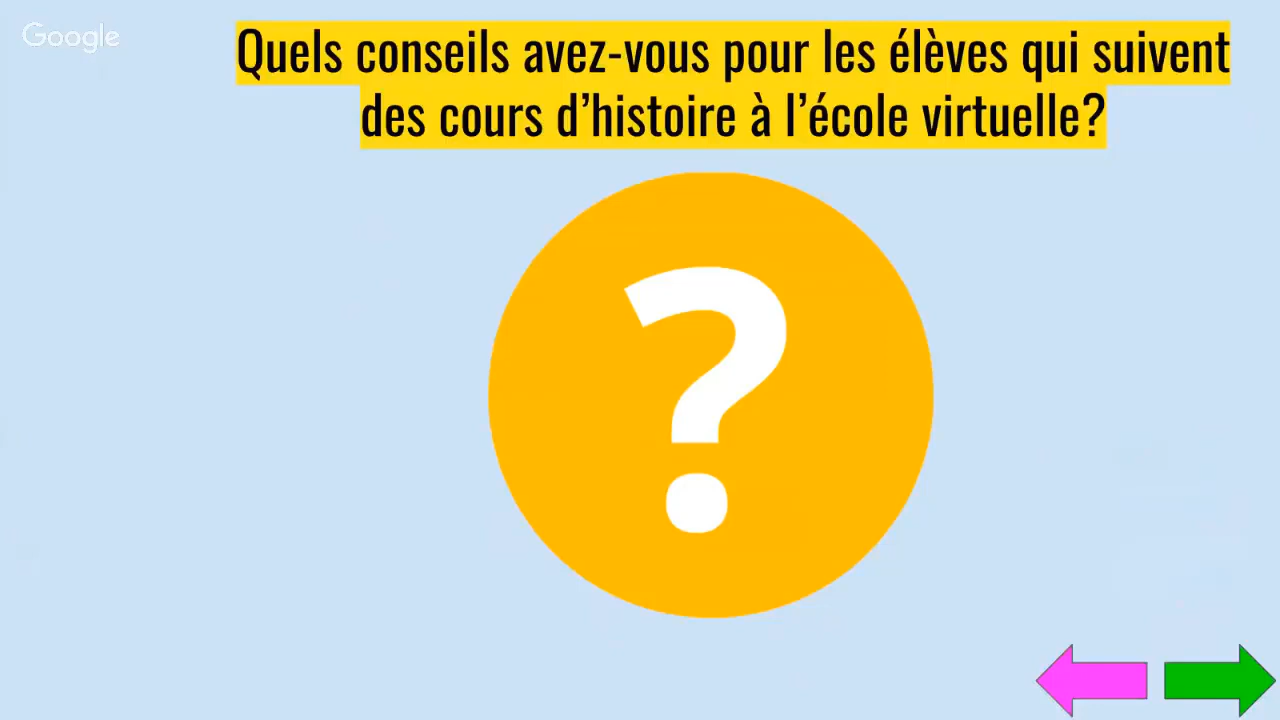 Google
Quels conseils avez-vous pour les élèves qui suivent
des cours d’histoire à l’école virtuelle?
?